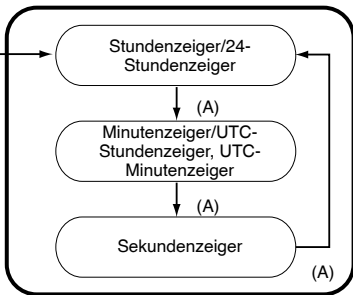 Stundenzeiger/24-
Stundenzeiger
(A)
Minutenzeiger/UTC-
Stundenzeiger, UTC-
Minutenzeiger
(A)
Sekundenzeiger
(A)